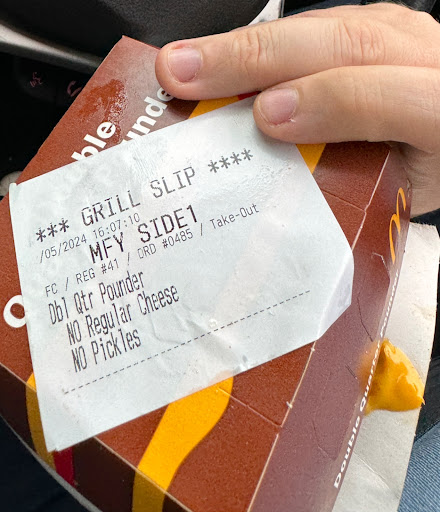 *** GRILL SLIP ****
/05/2024 16:07:10
MFY SIDE1
FC / REG #41 / ORD #0485 / Take-Out
Dbl Qtr Pounder
NO Regular Cheese
NO Pickles